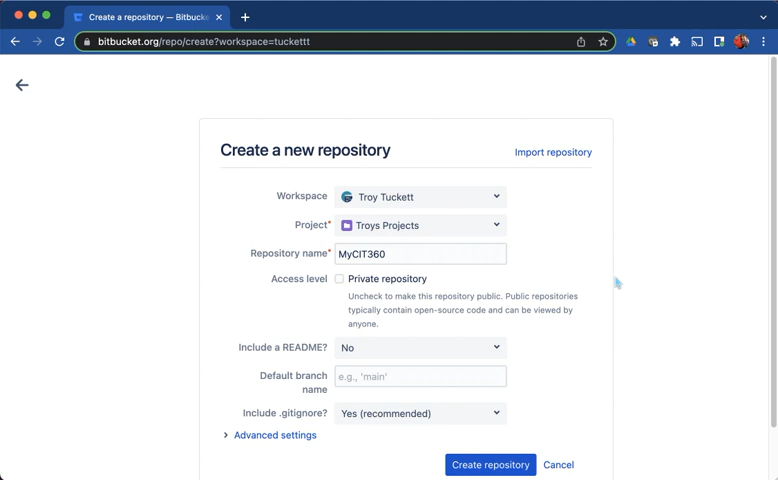 Create a repository — Bitbucke
bitbucket.org/repo/create?workspace=tuckettt
Create a new repository
Import repository
Workspace
Troy Tuckett
Project*
Troys Projects
Repository name*
MyCIT360
Access level
Private repository
Uncheck to make this repository public. Public repositories
typically contain open-source code and can be viewed by
anyone.
Include a README?
No
Default branch
name
e.g., 'main'
Include .gitignore?
Yes (recommended)
Advanced settings
Create repository
Cancel